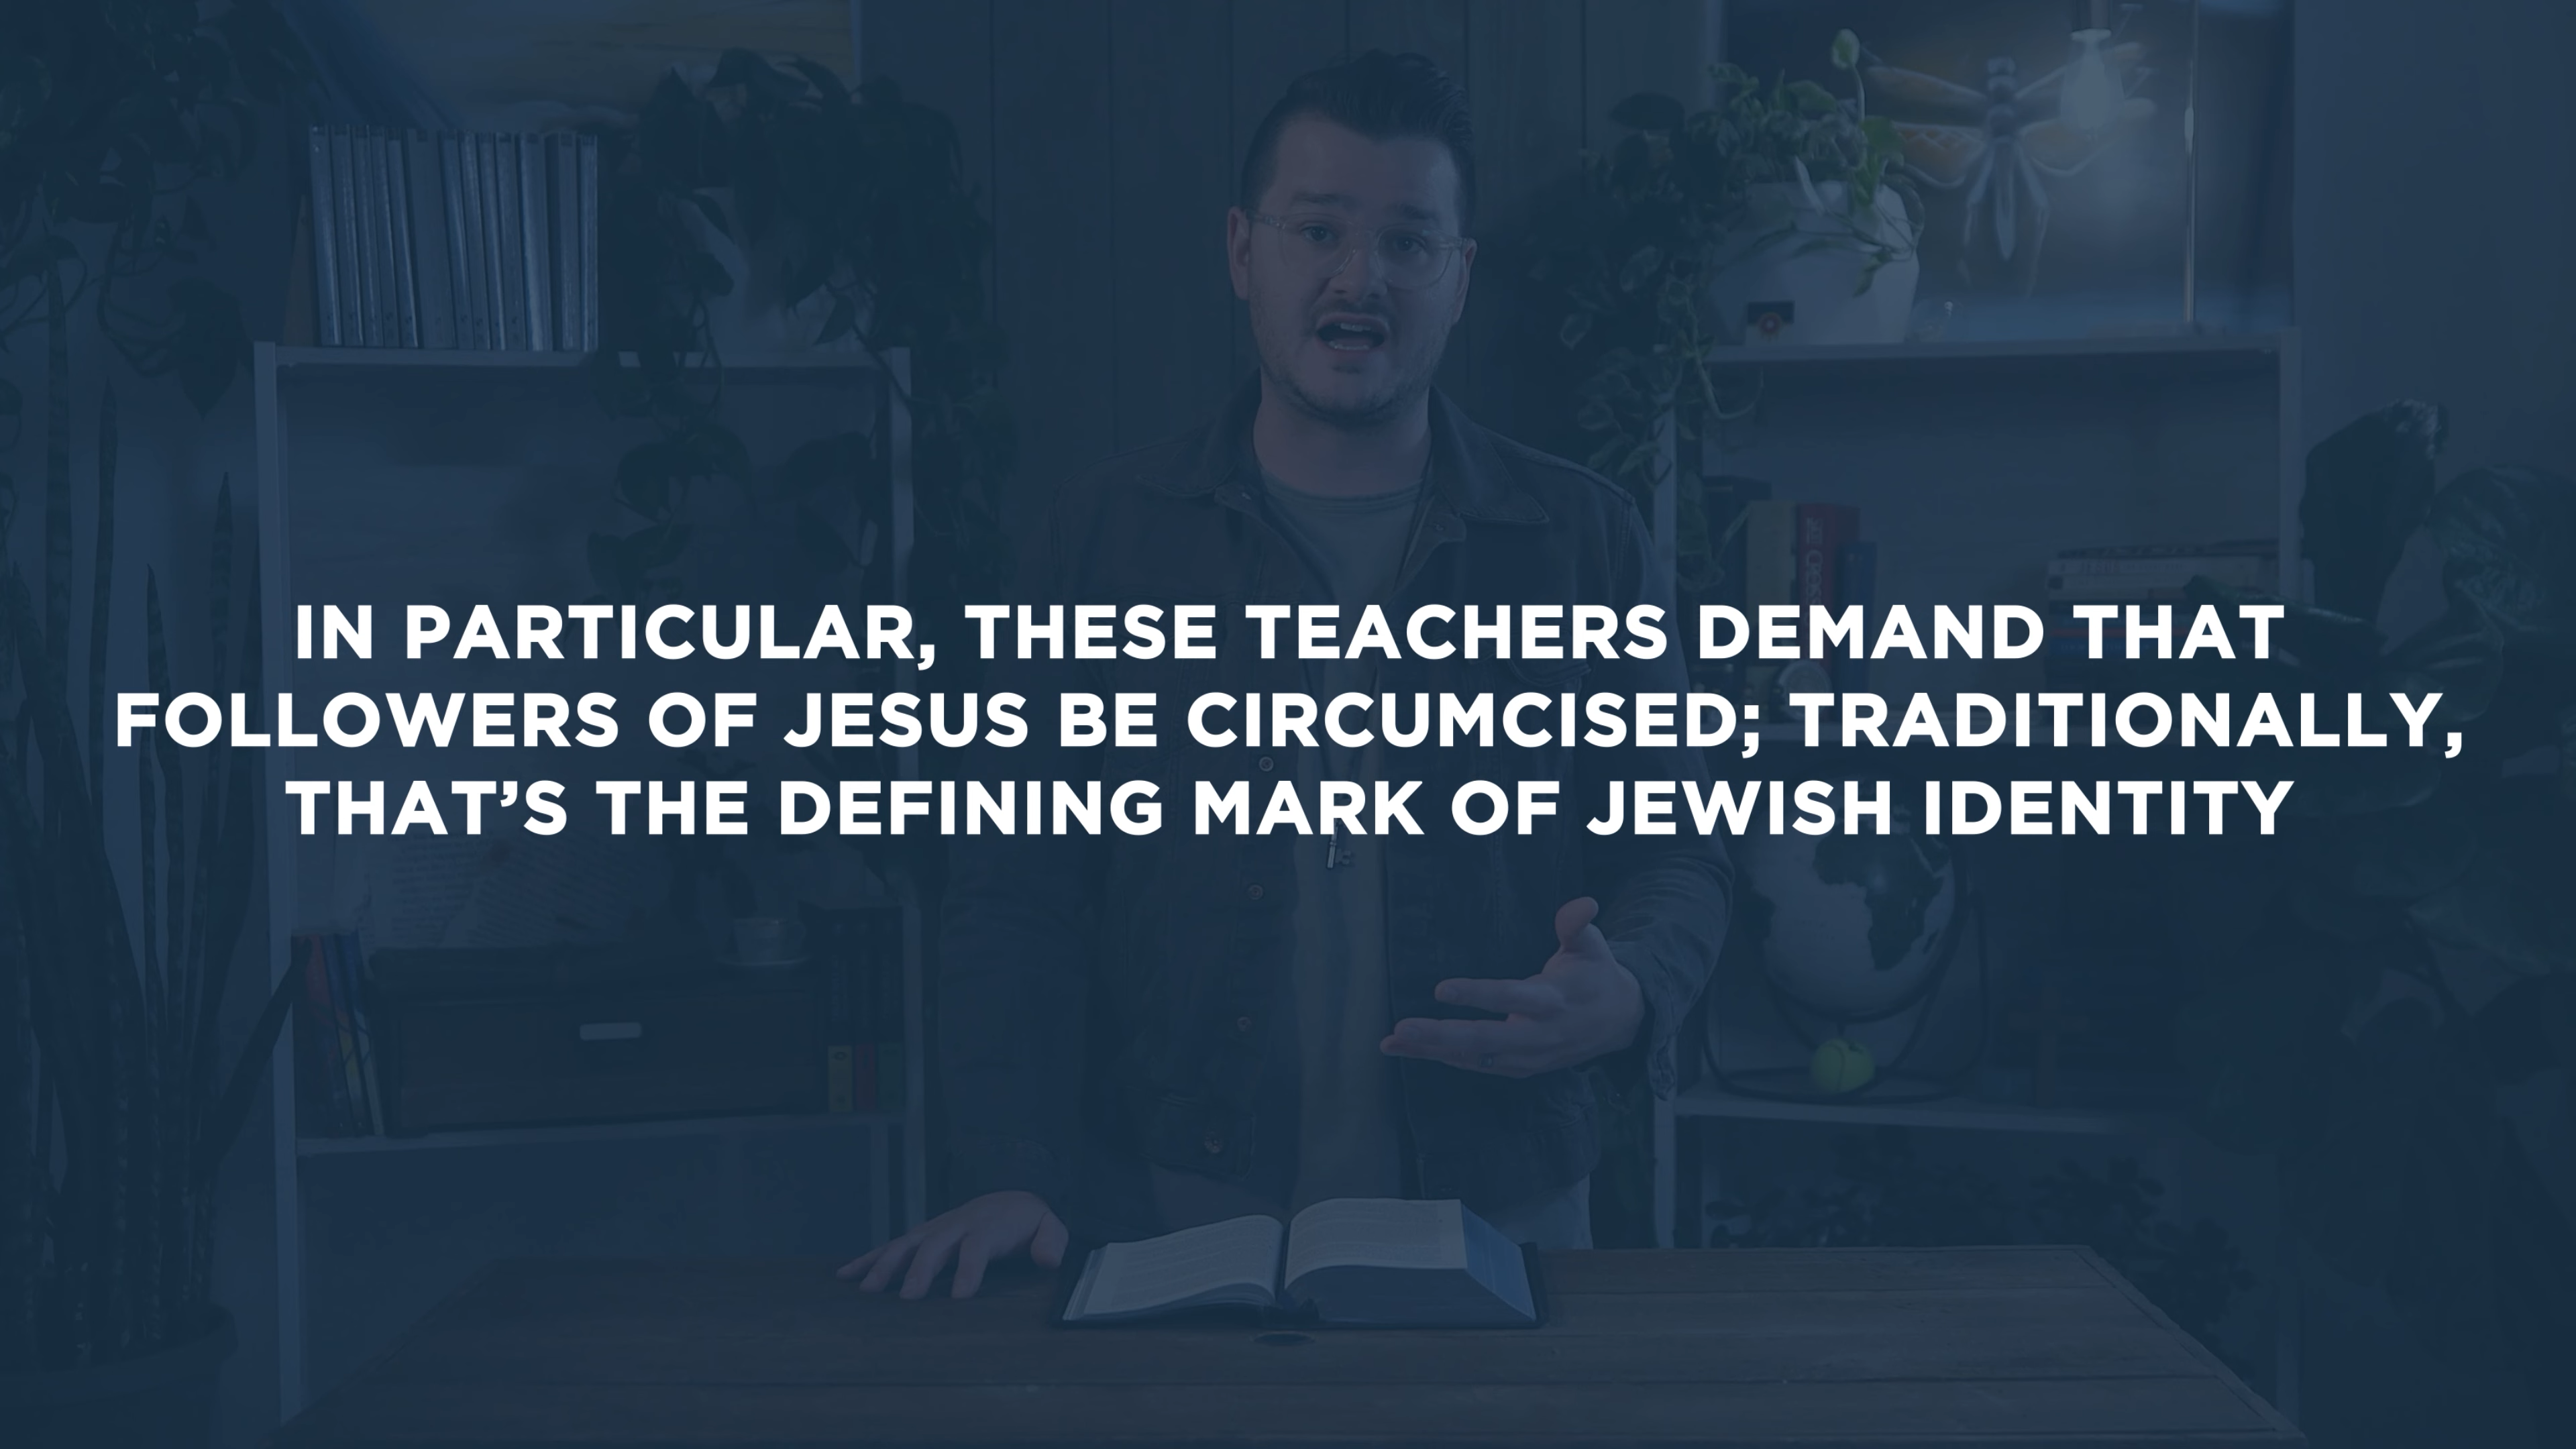 IN PARTICULAR, THESE TEACHERS DEMAND THAT
FOLLOWERS OF JESUS BE CIRCUMCISED; TRADITIONALLY,
THAT’S THE DEFINING MARK OF JEWISH IDENTITY